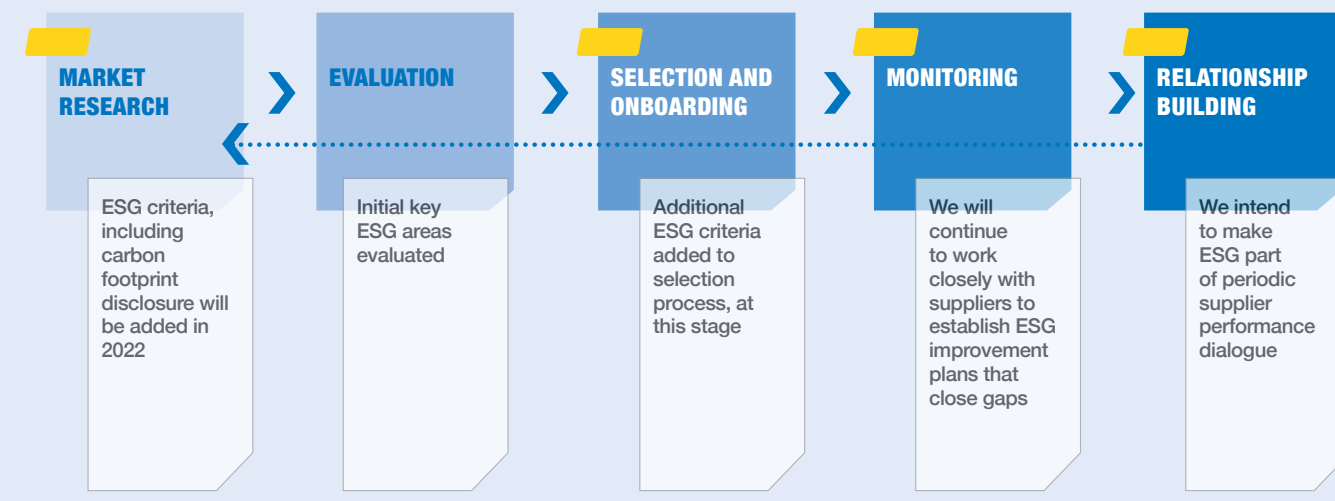 MARKET
RESEARCH
EVALUATION
SELECTION AND
ONBOARDING
MONITORING
RELATIONSHIP
BUILDING
ESG criteria,
including
carbon
footprint
disclosure will
be added in
2022
Initial key
ESG areas
evaluated
Additional
ESG criteria
added to
selection
process, at
this stage
We will
continue
to work
closely with
suppliers to
establish ESG
improvement
plans that
close gaps
We intend
to make
ESG part
of periodic
supplier
performance
dialogue